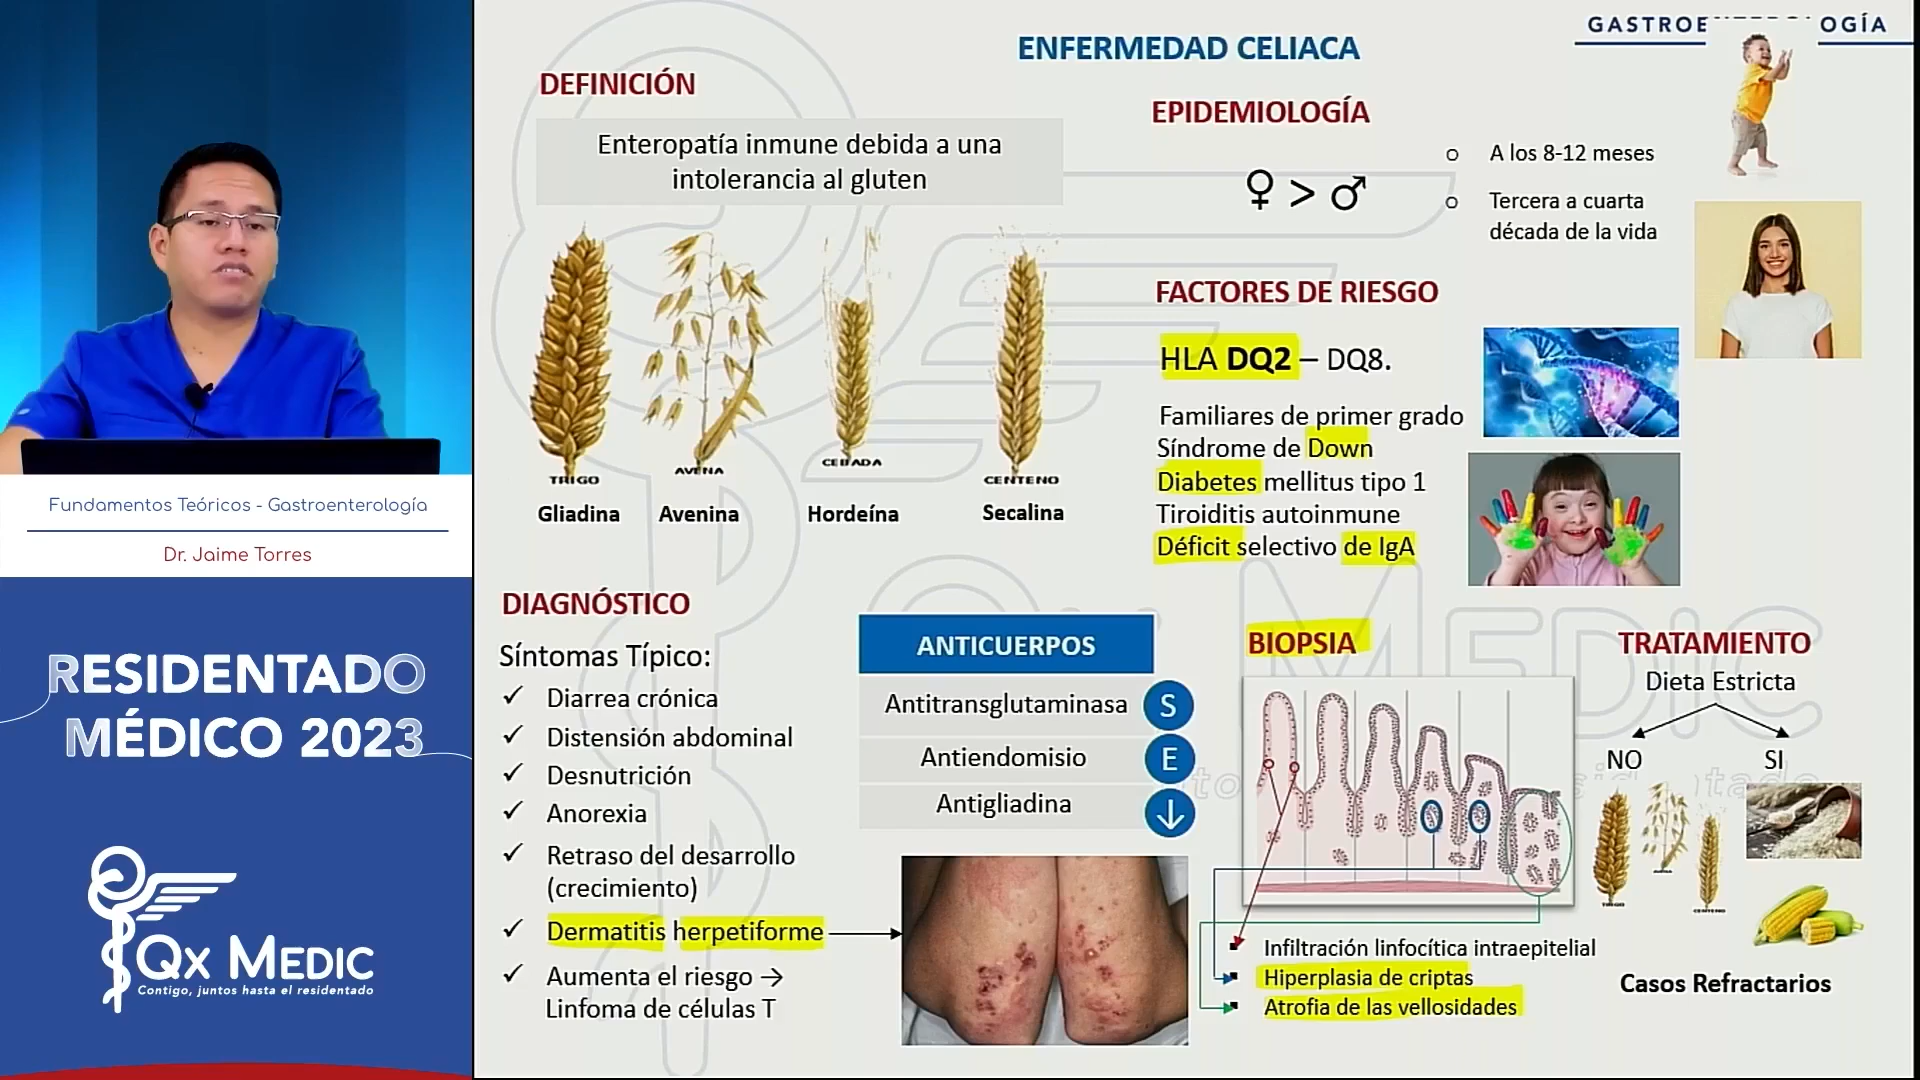 Fundamentos Teóricos - Gastroenterología
Dr. Jaime Torres
RESIDENTADO
MÉDICO 2023
QX MEDIC
Contigo, juntos hasta el residentado
ENFERMEDAD CELIACA
DEFINICIÓN
Enteropatía inmune debida a una
intolerancia al gluten
TRIGO
AVENA
CEBADA
CENTENO
Gliadina
Avenina
Hordeína
Secalina
EPIDEMIOLOGÍA
♀ > ♂
A los 8-12 meses
Tercera a cuarta
década de la vida
FACTORES DE RIESGO
HLA DQ2 – DQ8.
Familiares de primer grado
Síndrome de Down
Diabetes mellitus tipo 1
Tiroiditis autoinmune
Déficit selectivo de IgA
DIAGNÓSTICO
Síntomas Típico:
✓ Diarrea crónica
✓ Distensión abdominal
✓ Desnutrición
✓ Anorexia
✓ Retraso del desarrollo
(crecimiento)
✓ Dermatitis herpetiforme
✓ Aumenta el riesgo →
Linfoma de células T
ANTICUERPOS
Antitransglutaminasa S
Antiendomisio E
Antigliadina ↓
BIOPSIA
Infiltración linfocítica intraepitelial
Hiperplasia de criptas
Atrofia de las vellosidades
TRATAMIENTO
Dieta Estricta
NO
SI
TRIGO
CENTENO
Casos Refractarios